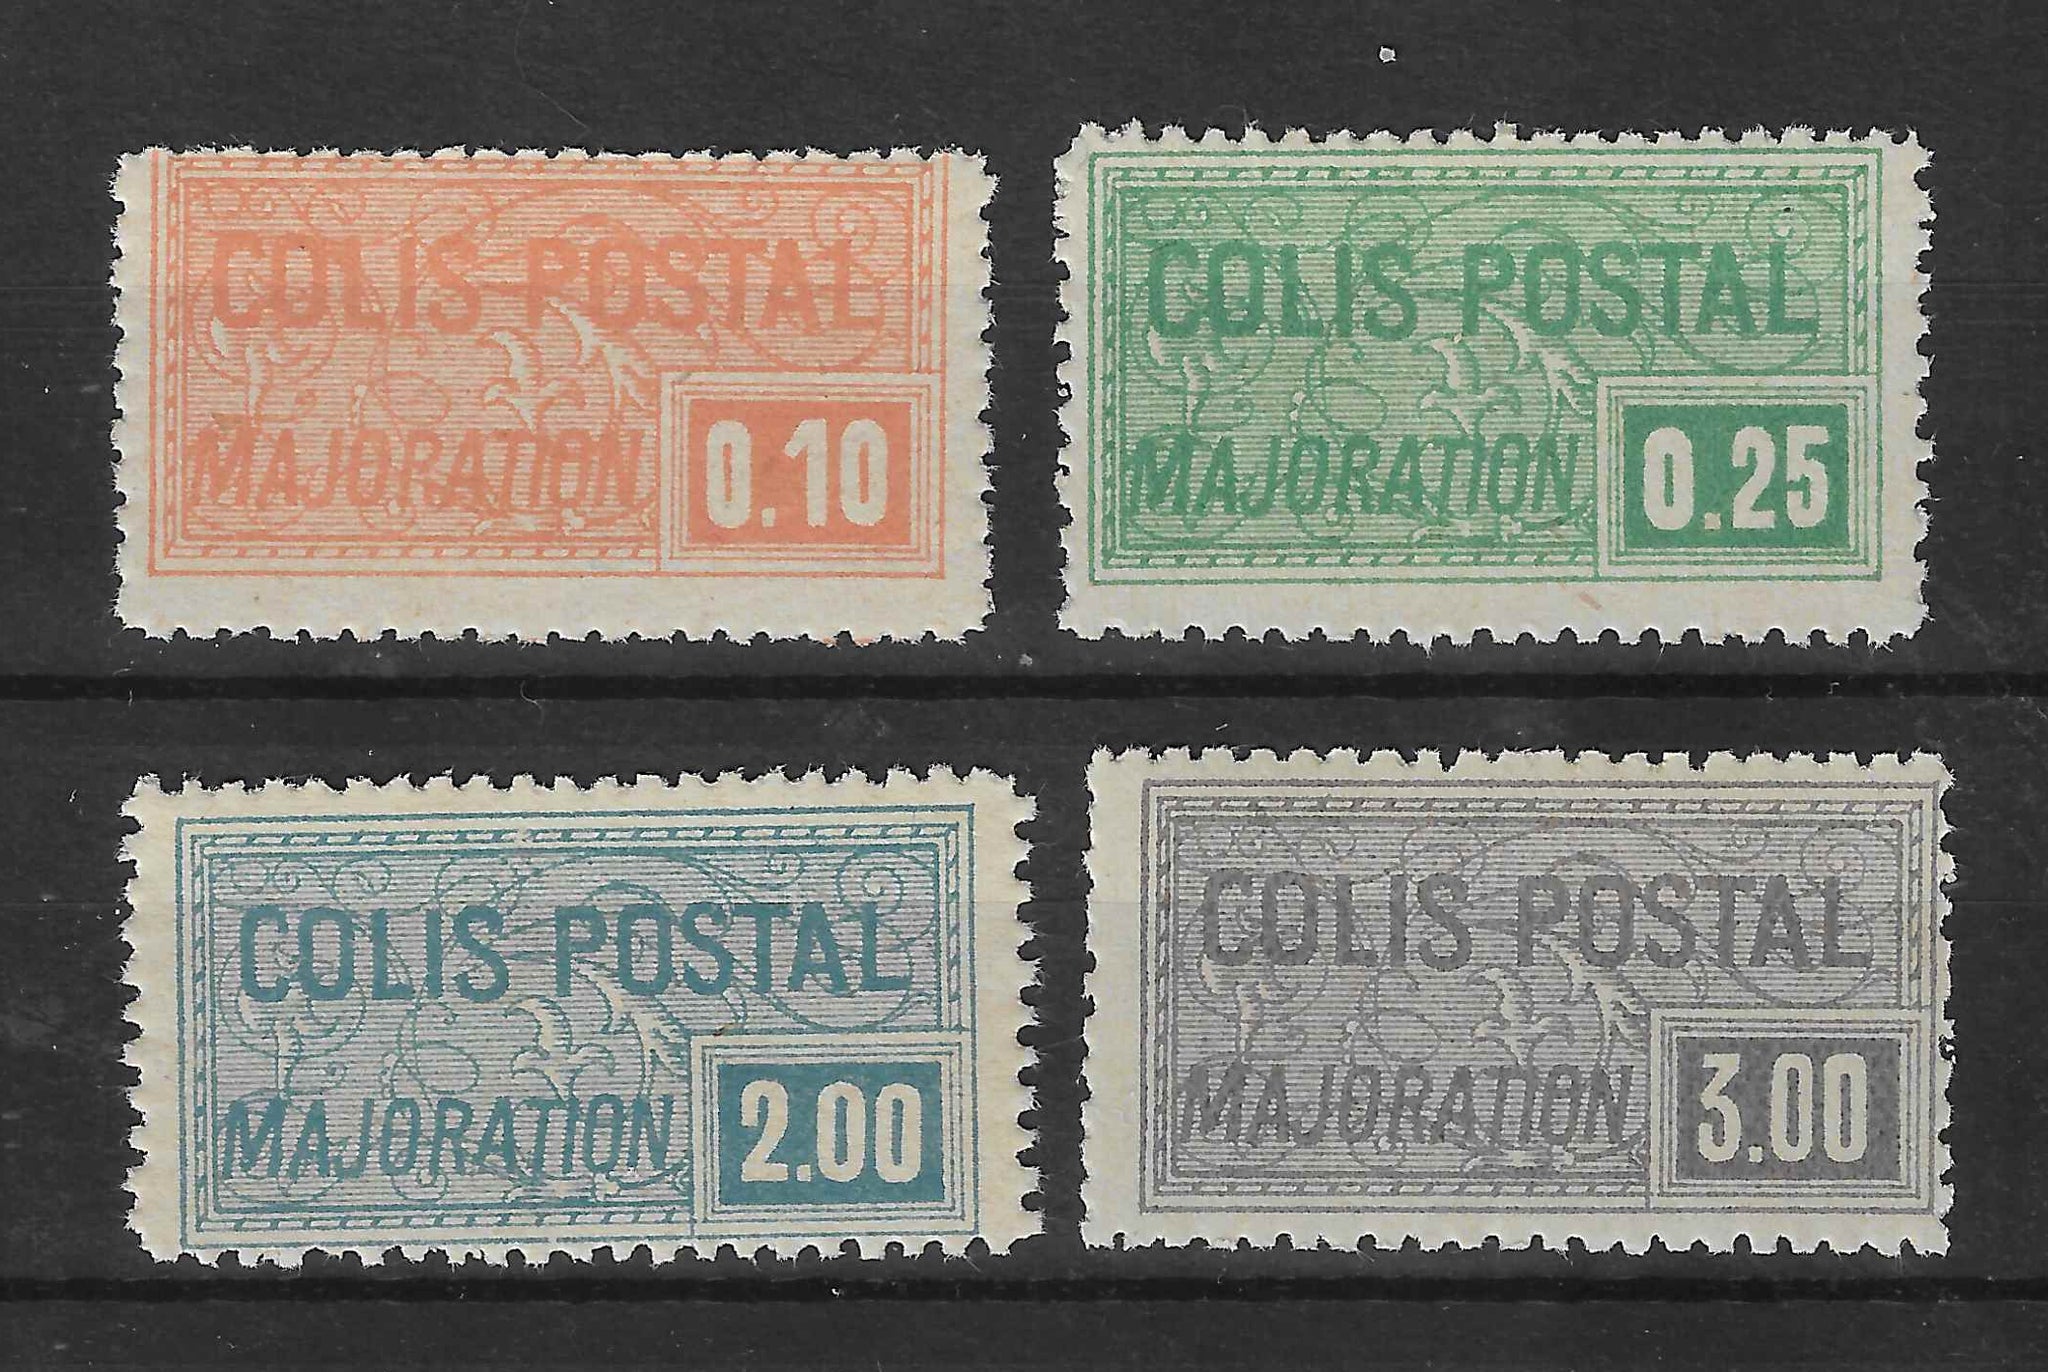 COLIS POSTAL
MAJORATION
0.10
COLIS POSTAL
MAJORATION
0.25
COLIS POSTAL
MAJORATION
2.00
COLIS POSTAL
MAJORATION
3.00